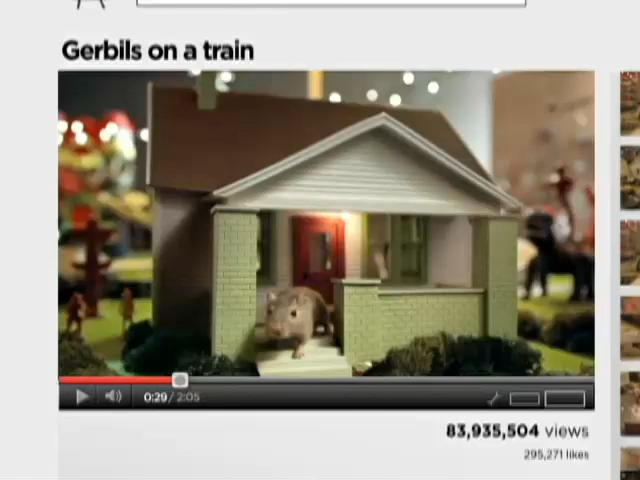 Gerbils on a train
0:29 / 2:05
83,935,504 views
295,271 likes